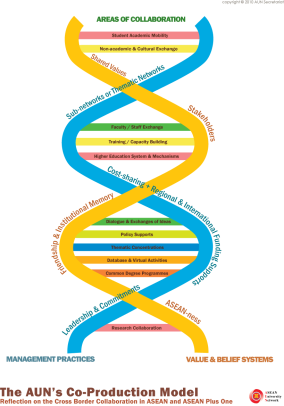 copyright © 2015 AUN Secretariat
AREAS OF COLLABORATION
Student Academic Mobility
Non-academic & Cultural Exchange
Shared Values
Sub-networks or Thematic Networks
Stakeholders
Faculty / Staff Exchange
Training / Capacity Building
Higher Education System & Mechanisms
Cost-sharing + Regional & International Funding Supports
Friendship & Institutional Memory
Dialogue & Exchanges of Ideas
Policy Supports
Thematic Concentrations
Database & Virtual Activities
Common Degree Programmes
Leadership & Commitments
ASEAN-ness
Research Collaboration
MANAGEMENT PRACTICES
VALUE & BELIEF SYSTEMS
The AUN's Co-Production Model
Reflection on the Cross Border Collaboration in ASEAN and ASEAN Plus One
ASEAN
University
Network